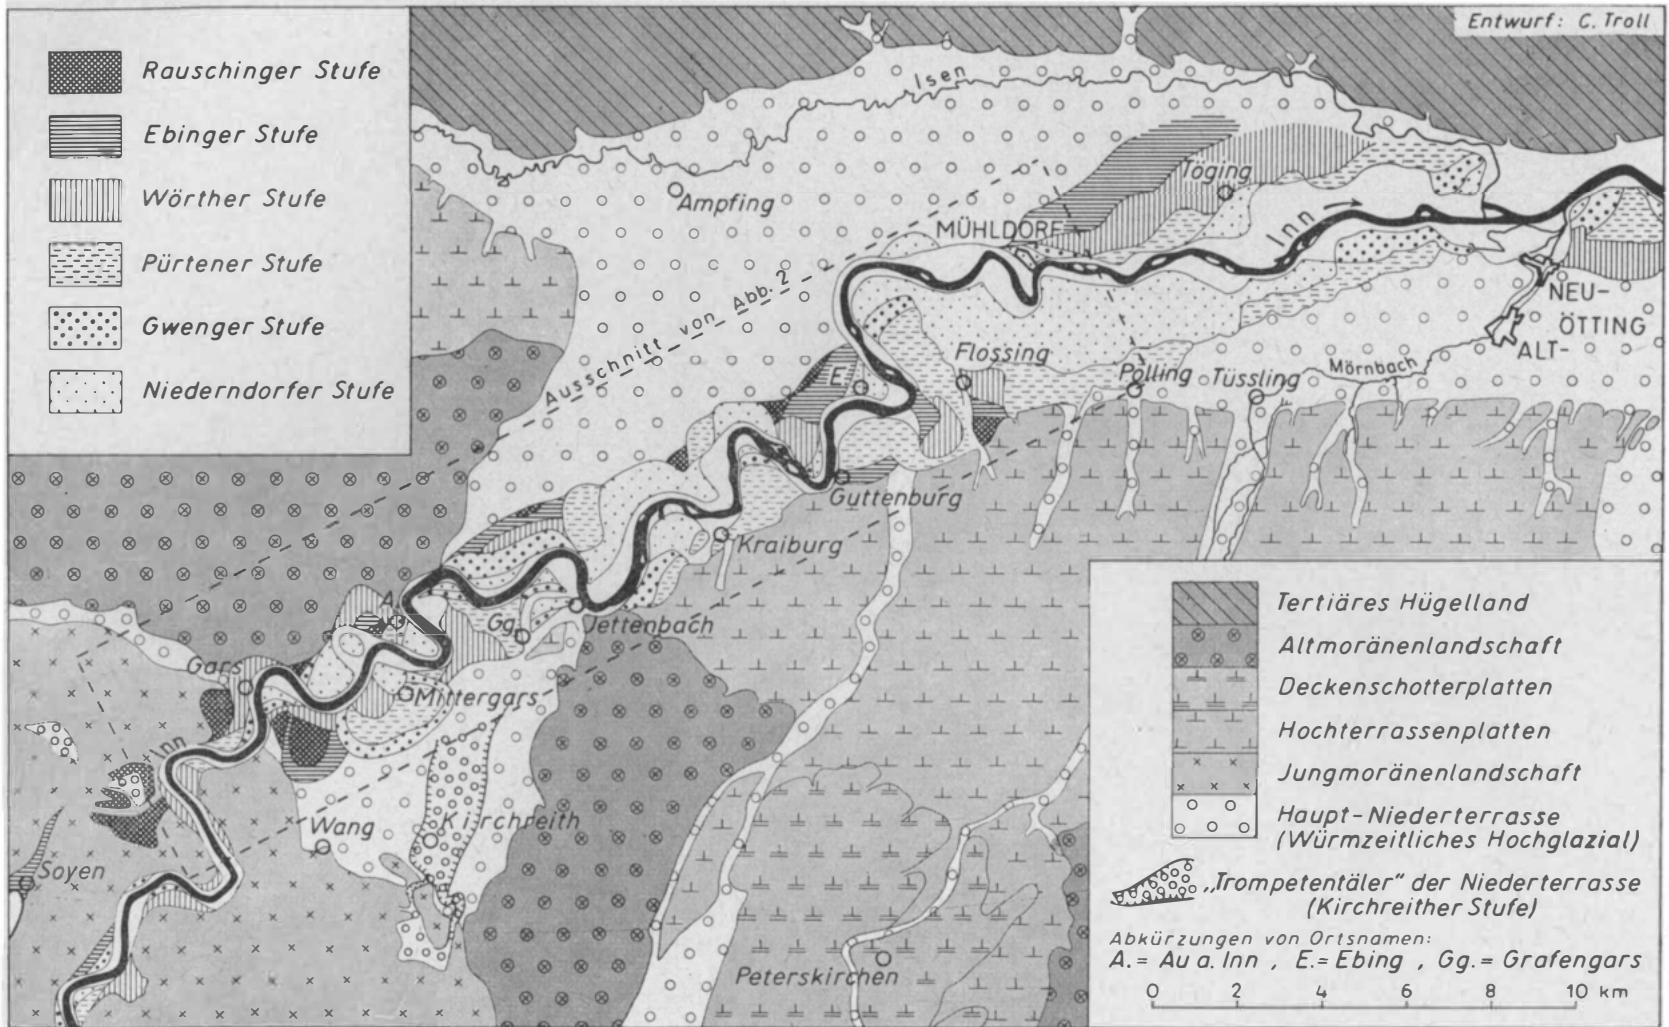 Entwurf: C. Troll
Rauschinger Stufe
Ebinger Stufe
Wörther Stufe
Pürtener Stufe
Gwenger Stufe
Niederndorfer Stufe
Isen
Ampfing
Töging
MÜHLDORF
Inn
Ausschnitt von Abb. 2
NEU-
ÖTTING
ALT-
Flossing
E.
Polling
Tüssling
Mörnbach
Guttenburg
Kraiburg
A.
Gg.
Jettenbach
Gars
Mittergars
Inn
Wang
Kirchreith
Soyen
Peterskirchen
Tertiäres Hügelland
Altmoränenlandschaft
Deckenschotterplatten
Hochterrassenplatten
Jungmoränenlandschaft
Haupt-Niederterrasse
(Würmzeitliches Hochglazial)
„Trompetentäler" der Niederterrasse
(Kirchreither Stufe)
Abkürzungen von Ortsnamen:
A.= Au a. Inn , E.= Ebing , Gg.= Grafengars
0 2 4 6 8 10 km